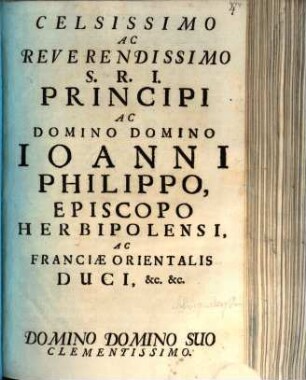 CELSISSIMO
AC
REVERENDISSIMO
S. R. I.
PRINCIPI
AC
DOMINO DOMINO
IOANNI
PHILIPPO,
EPISCOPO
HERBIPOLENSI,
AC
FRANCIÆ ORIENTALIS
DUCI, &c. &c.
DOMINO DOMINO SUO
CLEMENTISSIMO.